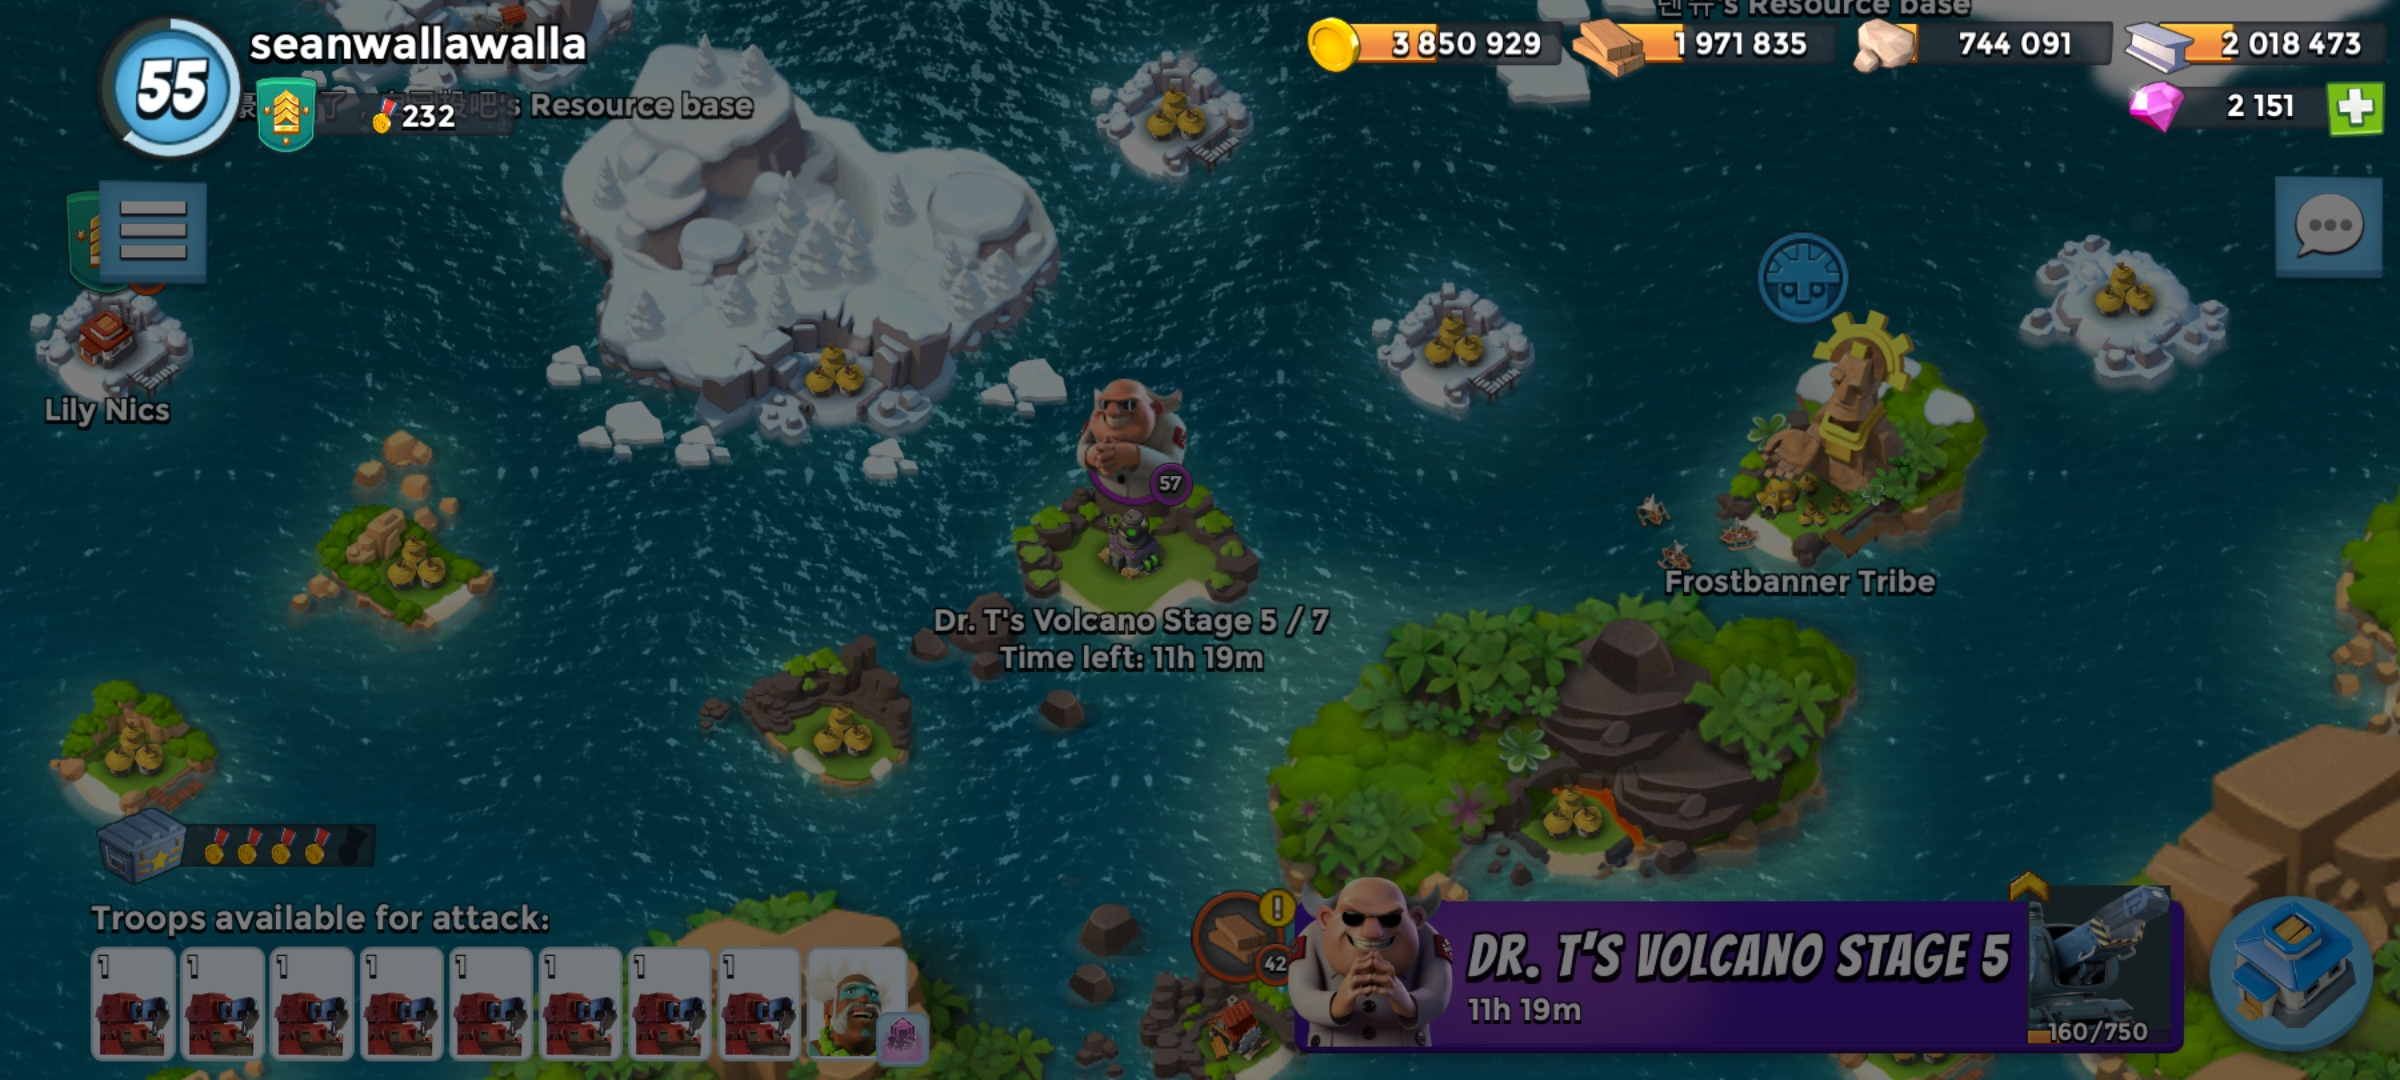 's Resource base
seanwallawalla
55
232
's Resource base
3 850 929
1 971 835
744 091
2 018 473
2 151
Lily Nics
57
Dr. T's Volcano Stage 5 / 7
Time left: 11h 19m
Frostbanner Tribe
Troops available for attack:
1
1
1
1
1
1
1
1
!
42
DR. T'S VOLCANO STAGE 5
11h 19m
160/750